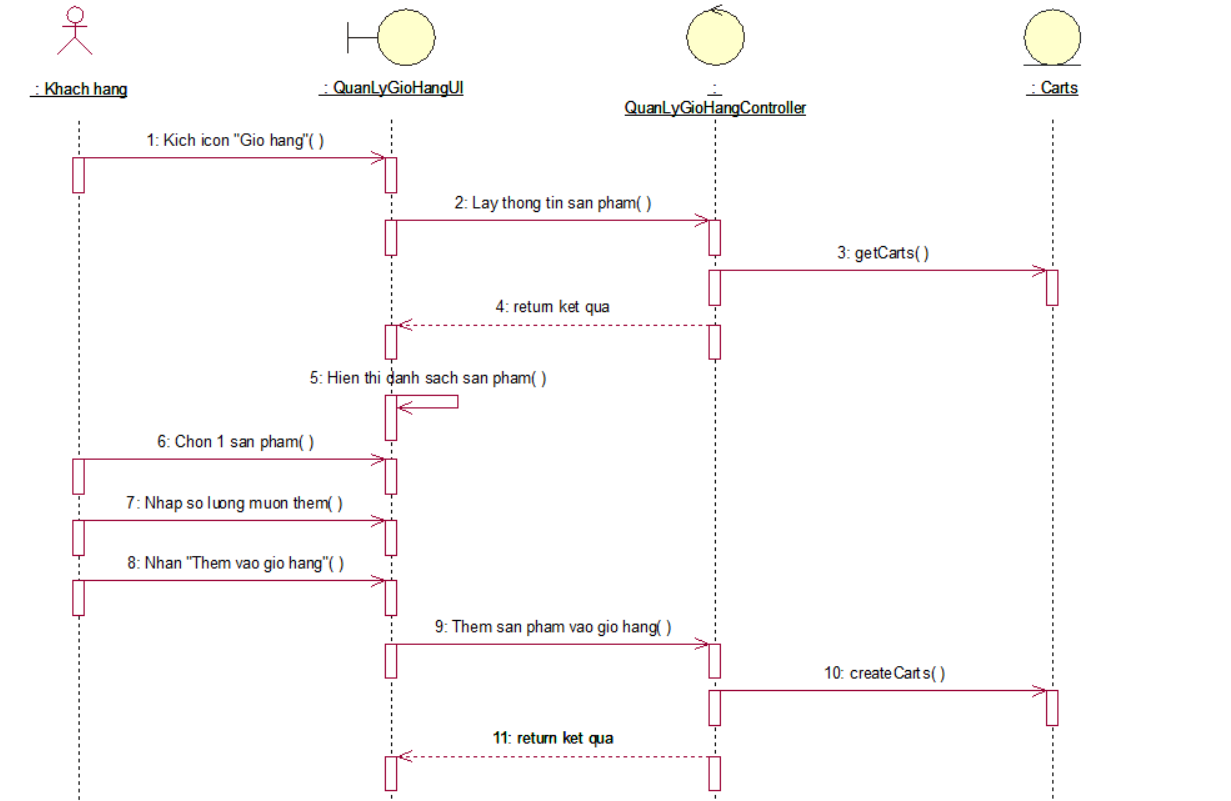 : Khach hang
: QuanLyGioHangUI
:
QuanLyGioHangController
: Carts
1: Kich icon "Gio hang"( )
2: Lay thong tin san pham( )
3: getCarts( )
4: return ket qua
5: Hien thi danh sach san pham( )
6: Chon 1 san pham( )
7: Nhap so luong muon them( )
8: Nhan "Them vao gio hang"( )
9: Them san pham vao gio hang( )
10: createCarts( )
11: return ket qua